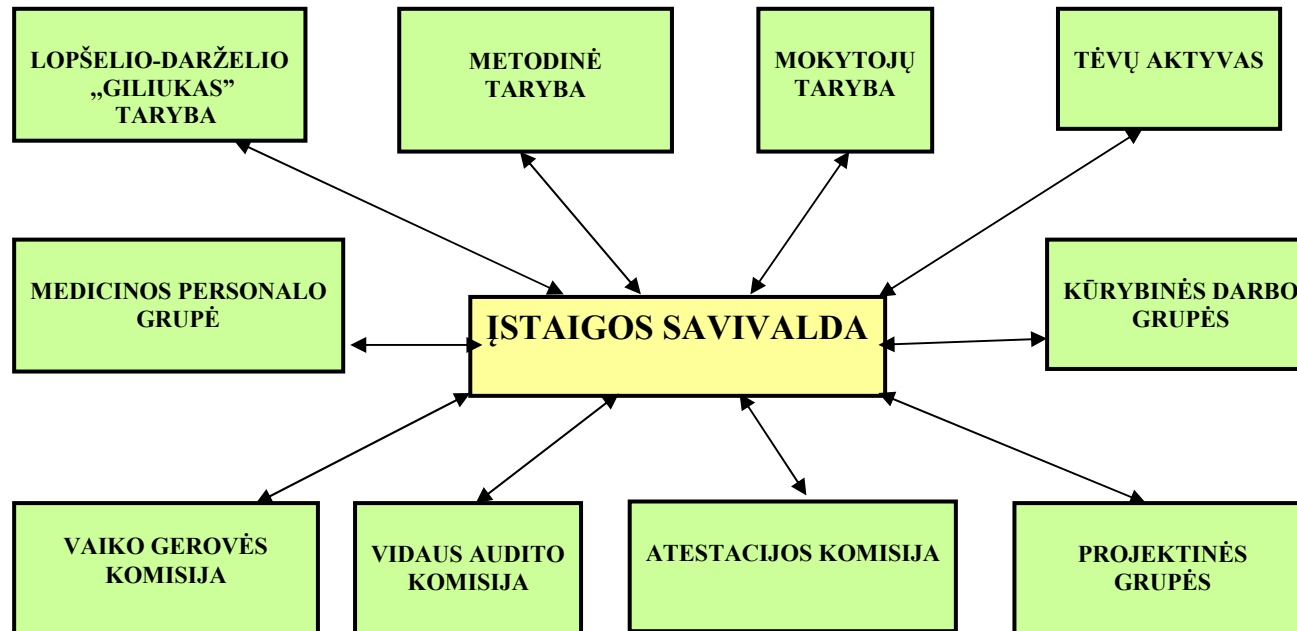 LOPŠELIO-DARŽELIO
,,GILIUKAS”
TARYBA
METODINĖ
TARYBA
MOKYTOJŲ
TARYBA
TĖVŲ AKTYVAS
MEDICINOS PERSONALO
GRUPĖ
ĮSTAIGOS SAVIVALDA
KŪRYBINĖS DARBO
GRUPĖS
VAIKO GEROVĖS
KOMISIJA
VIDAUS AUDITO
KOMISIJA
ATESTACIJOS KOMISIJA
PROJEKTINĖS
GRUPĖS